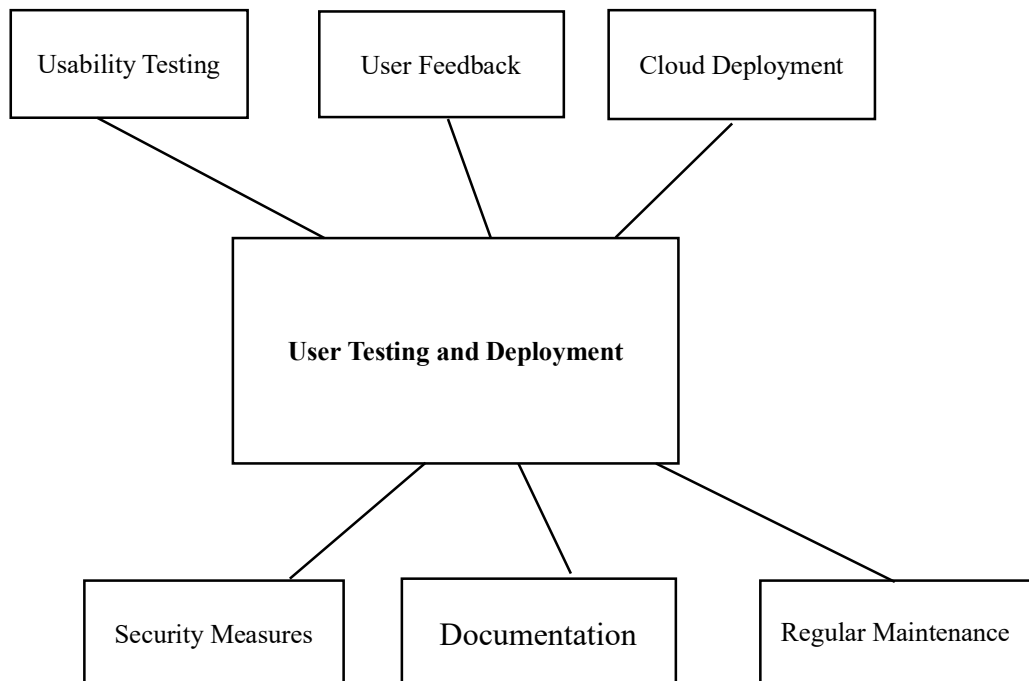 Usability Testing
User Feedback
Cloud Deployment
User Testing and Deployment
Security Measures
Documentation
Regular Maintenance